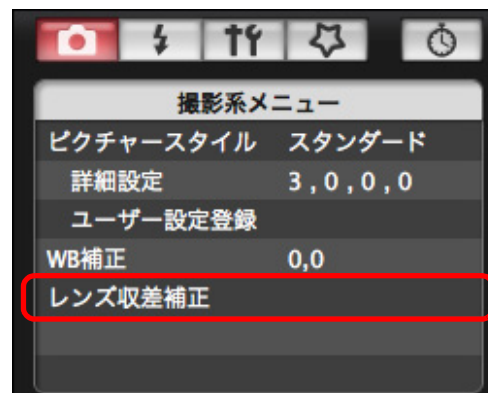 撮影系メニュー
ピクチャースタイル スタンダード
詳細設定 3,0,0,0
ユーザー設定登録
WB補正 0,0
レンズ収差補正